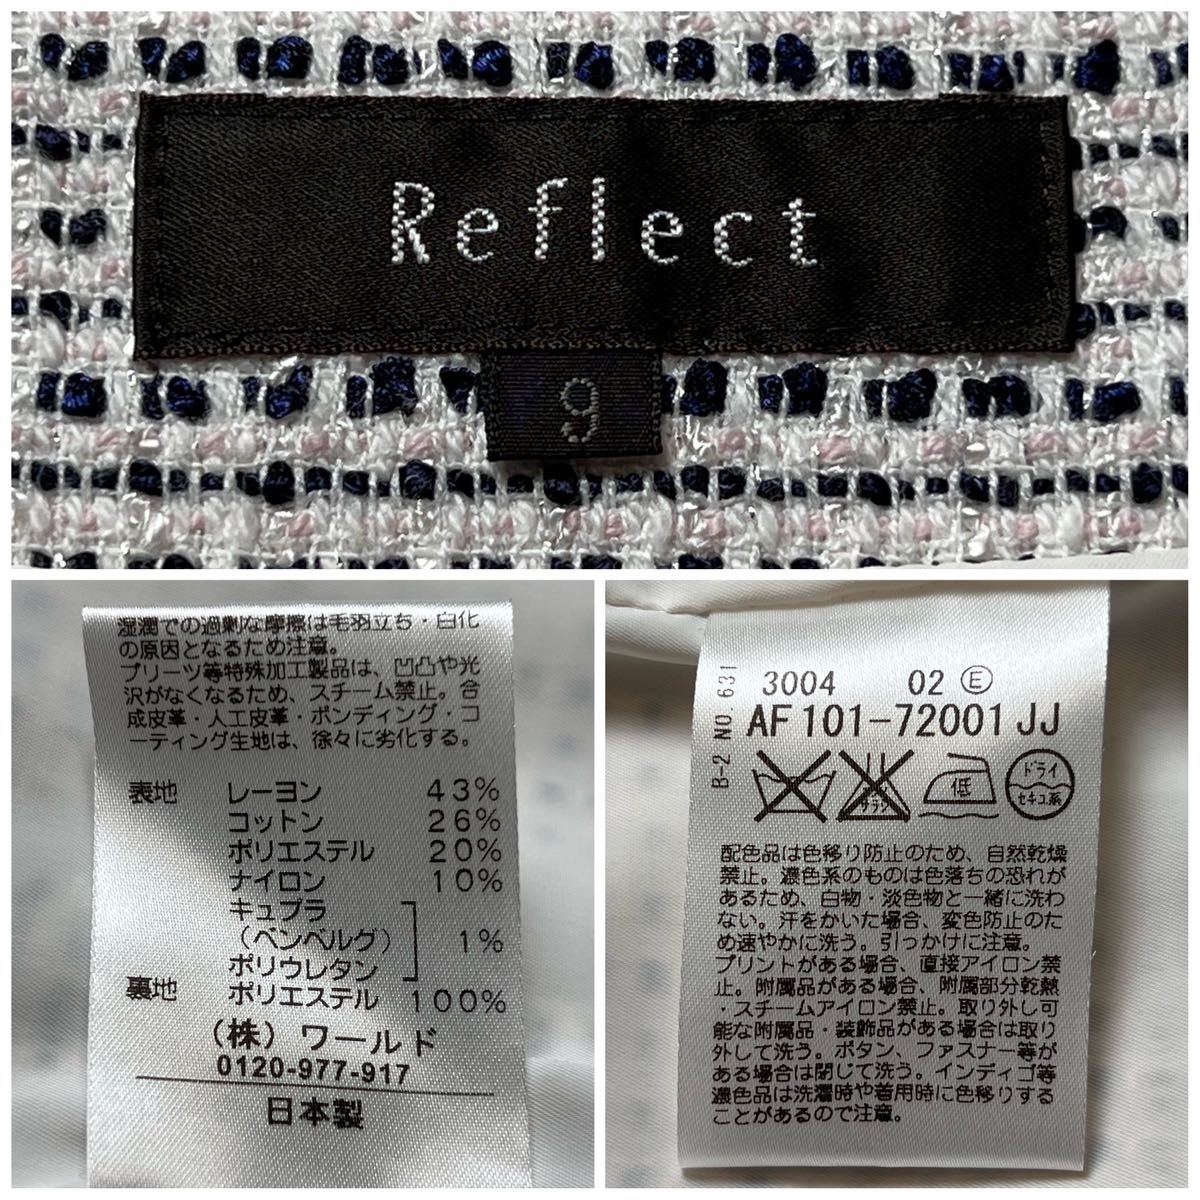 Reflect
9
湿潤での過剰な摩擦は毛羽立ち・白化
の原因となるため注意。
プリーツ等特殊加工製品は、凹凸や光
沢がなくなるため、スチーム禁止。合
成皮革・人工皮革・ボンディング・コ
ーティング生地は、徐々に劣化する。
表地 レーヨン 43%
コットン 26%
ポリエステル 20%
ナイロン 10%
キュプラ
(ベンベルグ) 1%
ポリウレタン
裏地 ポリエステル 100%
(株) ワールド
0120-977-917
日本製
B-2 NO. 631
3004 02 E
AF101-72001JJ
サラシ
低
ドライ
セキユ系
配色品は色移り防止のため、自然乾燥
禁止。濃色系のものは色落ちの恐れが
あるため、白物・淡色物と一緒に洗わ
ない。汗をかいた場合、変色防止のた
め速やかに洗う。引っかけに注意。
プリントがある場合、直接アイロン禁
止。附属品がある場合、附属部分乾熱
・スチームアイロン禁止。取り外し可
能な附属品・装飾品がある場合は取り
外して洗う。ボタン、ファスナー等が
ある場合は閉じて洗う。インディゴ等
濃色品は洗濯時や着用時に色移りする
ことがあるので注意。